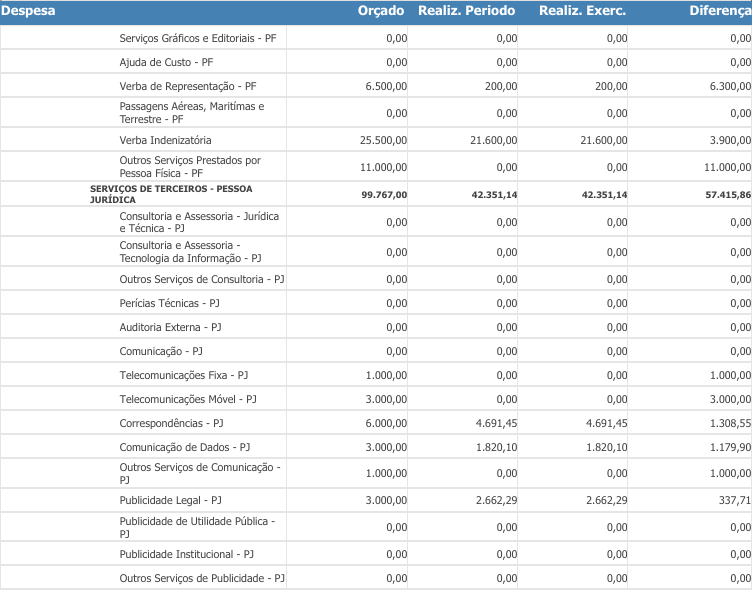 Despesa Orçado Realiz. Periodo Realiz. Exerc. Diferença
Serviços Gráficos e Editoriais - PF 0,00 0,00 0,00 0,00
Ajuda de Custo - PF 0,00 0,00 0,00 0,00
Verba de Representação - PF 6.500,00 200,00 200,00 6.300,00
Passagens Aéreas, Maritímas e
Terrestre - PF 0,00 0,00 0,00 0,00
Verba Indenizatória 25.500,00 21.600,00 21.600,00 3.900,00
Outros Serviços Prestados por
Pessoa Física - PF 11.000,00 0,00 0,00 11.000,00
SERVIÇOS DE TERCEIROS - PESSOA
JURÍDICA 99.767,00 42.351,14 42.351,14 57.415,86
Consultoria e Assessoria - Jurídica
e Técnica - PJ 0,00 0,00 0,00 0,00
Consultoria e Assessoria -
Tecnologia da Informação - PJ 0,00 0,00 0,00 0,00
Outros Serviços de Consultoria - PJ 0,00 0,00 0,00 0,00
Perícias Técnicas - PJ 0,00 0,00 0,00 0,00
Auditoria Externa - PJ 0,00 0,00 0,00 0,00
Comunicação - PJ 0,00 0,00 0,00 0,00
Telecomunicações Fixa - PJ 1.000,00 0,00 0,00 1.000,00
Telecomunicações Móvel - PJ 3.000,00 0,00 0,00 3.000,00
Correspondências - PJ 6.000,00 4.691,45 4.691,45 1.308,55
Comunicação de Dados - PJ 3.000,00 1.820,10 1.820,10 1.179,90
Outros Serviços de Comunicação -
PJ 1.000,00 0,00 0,00 1.000,00
Publicidade Legal - PJ 3.000,00 2.662,29 2.662,29 337,71
Publicidade de Utilidade Pública -
PJ 0,00 0,00 0,00 0,00
Publicidade Institucional - PJ 0,00 0,00 0,00 0,00
Outros Serviços de Publicidade - PJ 0,00 0,00 0,00 0,00